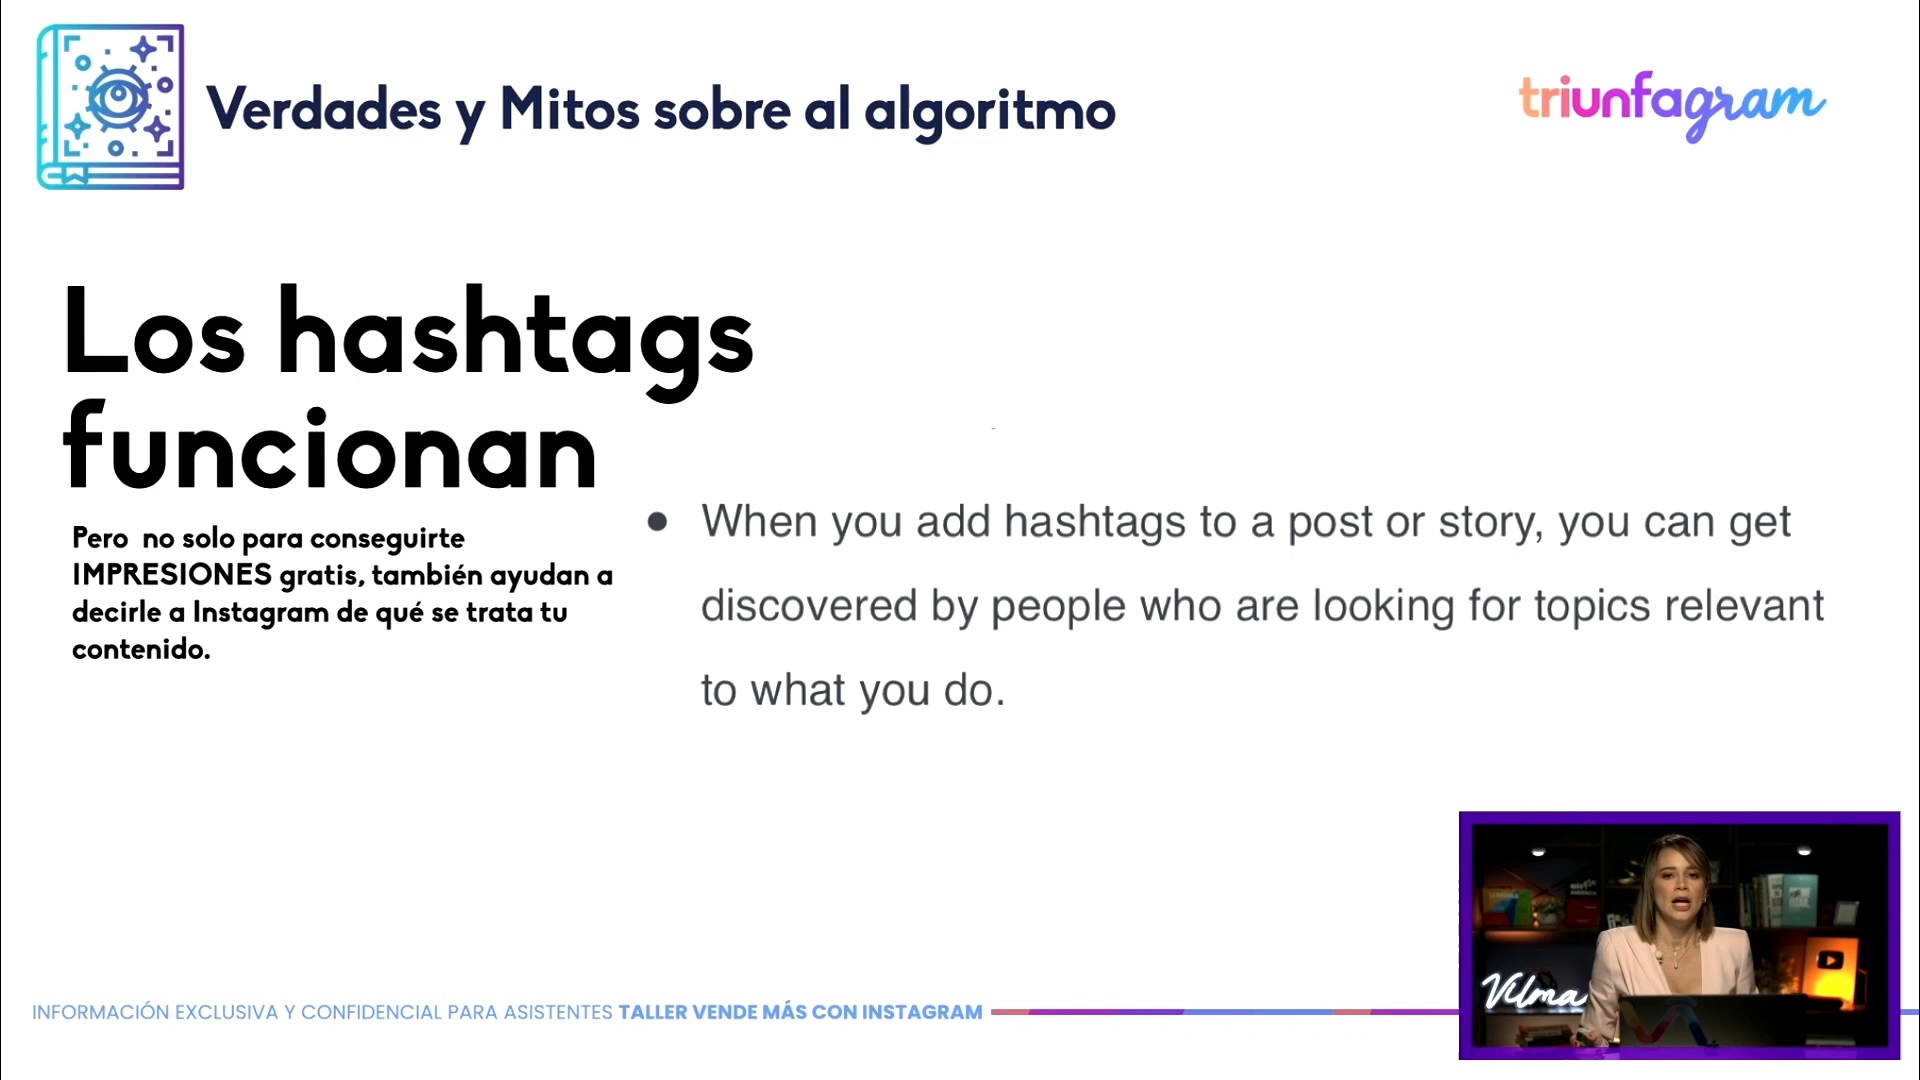 Verdades y Mitos sobre al algoritmo
triunfagram
Los hashtags
funcionan
Pero no solo para conseguirte
IMPRESIONES gratis, también ayudan a
decirle a Instagram de qué se trata tu
contenido.
● When you add hashtags to a post or story, you can get
discovered by people who are looking for topics relevant
to what you do.
INFORMACIÓN EXCLUSIVA Y CONFIDENCIAL PARA ASISTENTES TALLER VENDE MÁS CON INSTAGRAM
Vilma